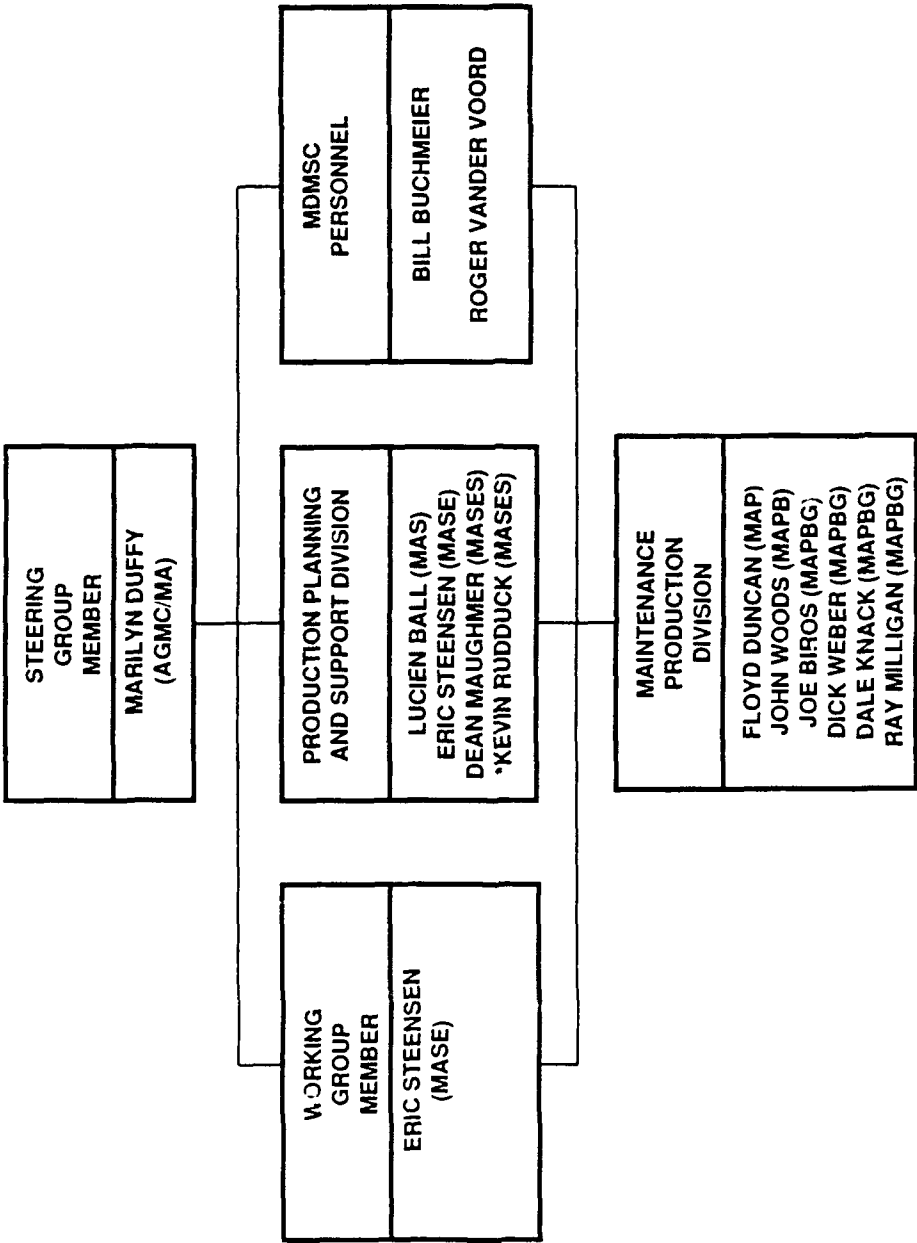 STEERING
GROUP
MEMBER
MARILYN DUFFY
(AGMC/MA)
WORKING
GROUP
MEMBER
ERIC STEENSEN
(MASE)
PRODUCTION PLANNING
AND SUPPORT DIVISION
LUCIEN BALL (MAS)
ERIC STEENSEN (MASE)
DEAN MAUGHMER (MASES)
*KEVIN RUDDUCK (MASES)
MDMSC
PERSONNEL
BILL BUCHMEIER
ROGER VANDER VOORD
MAINTENANCE
PRODUCTION
DIVISION
FLOYD DUNCAN (MAP)
JOHN WOODS (MAPB)
JOE BIROS (MAPBG)
DICK WEBER (MAPBG)
DALE KNACK (MAPBG)
RAY MILLIGAN (MAPBG)